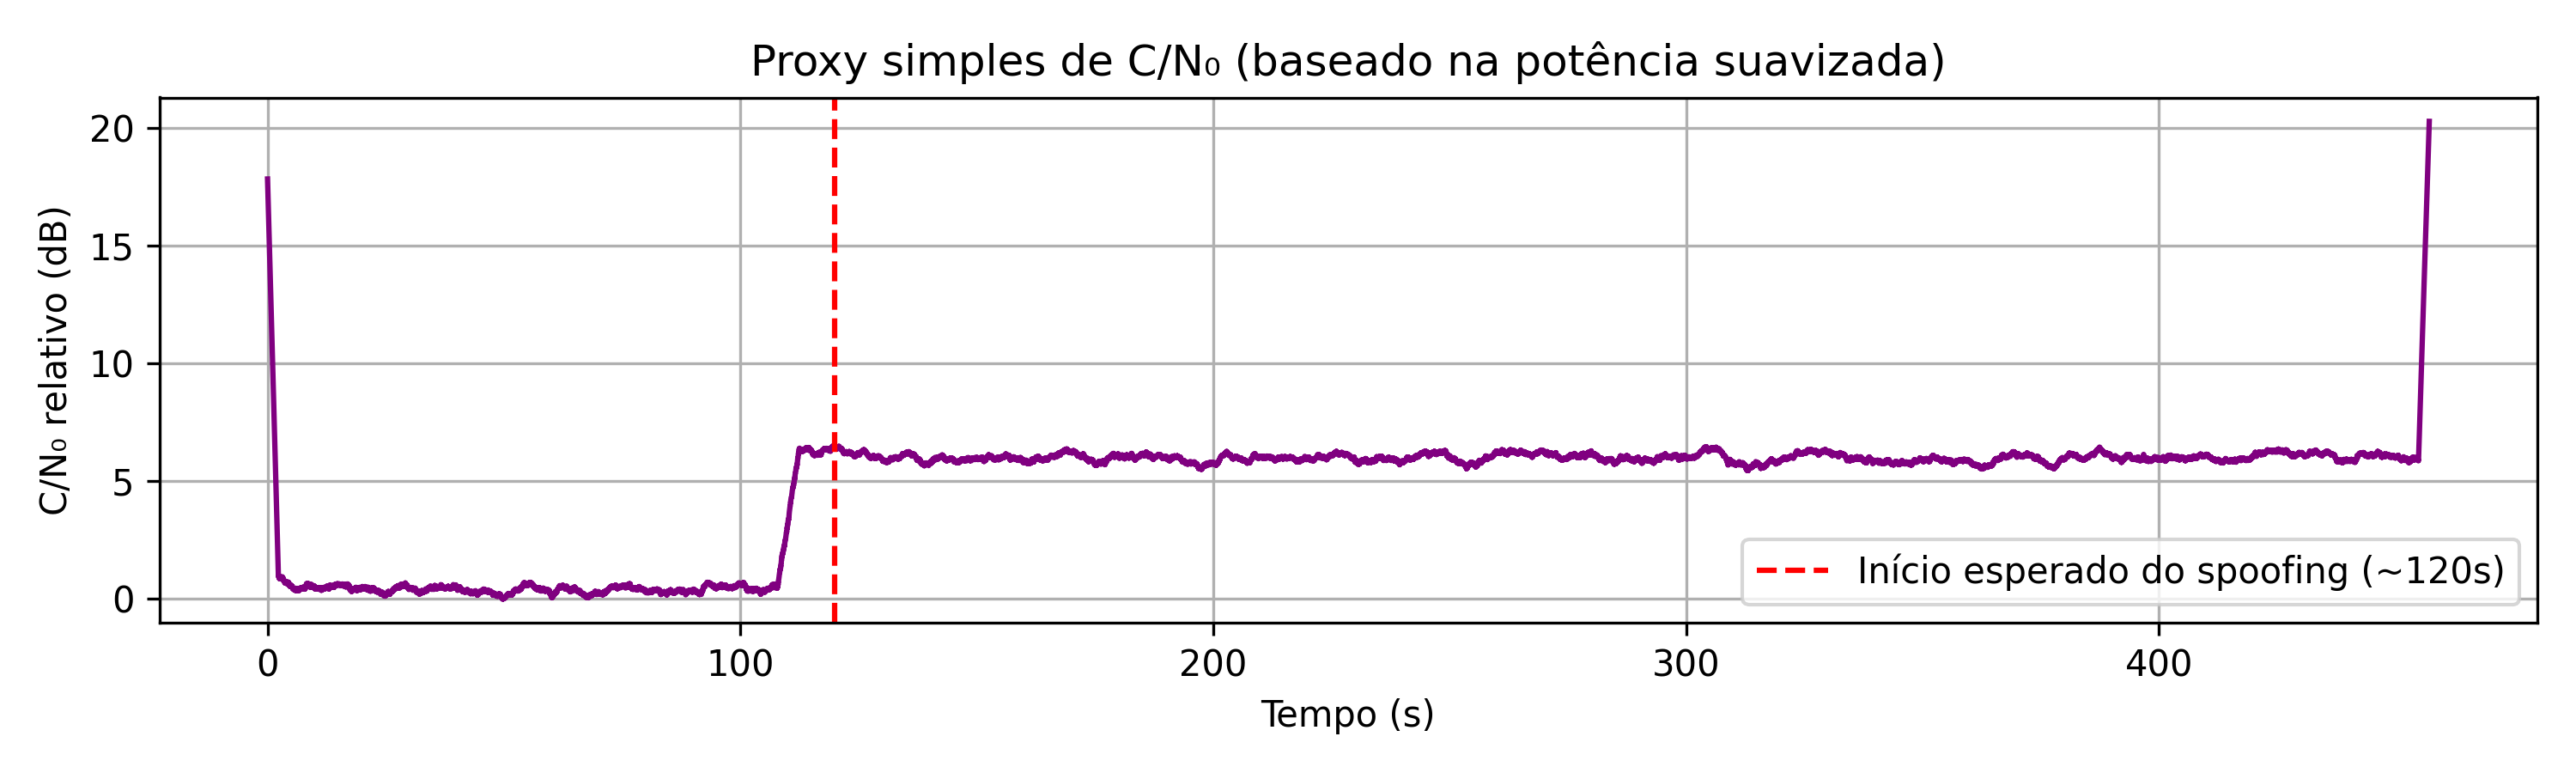 Proxy simples de C/N₀ (baseado na potência suavizada)
C/N₀ relativo (dB)
20
15
10
5
0
Início esperado do spoofing (~120s)
0 100 200 300 400
Tempo (s)